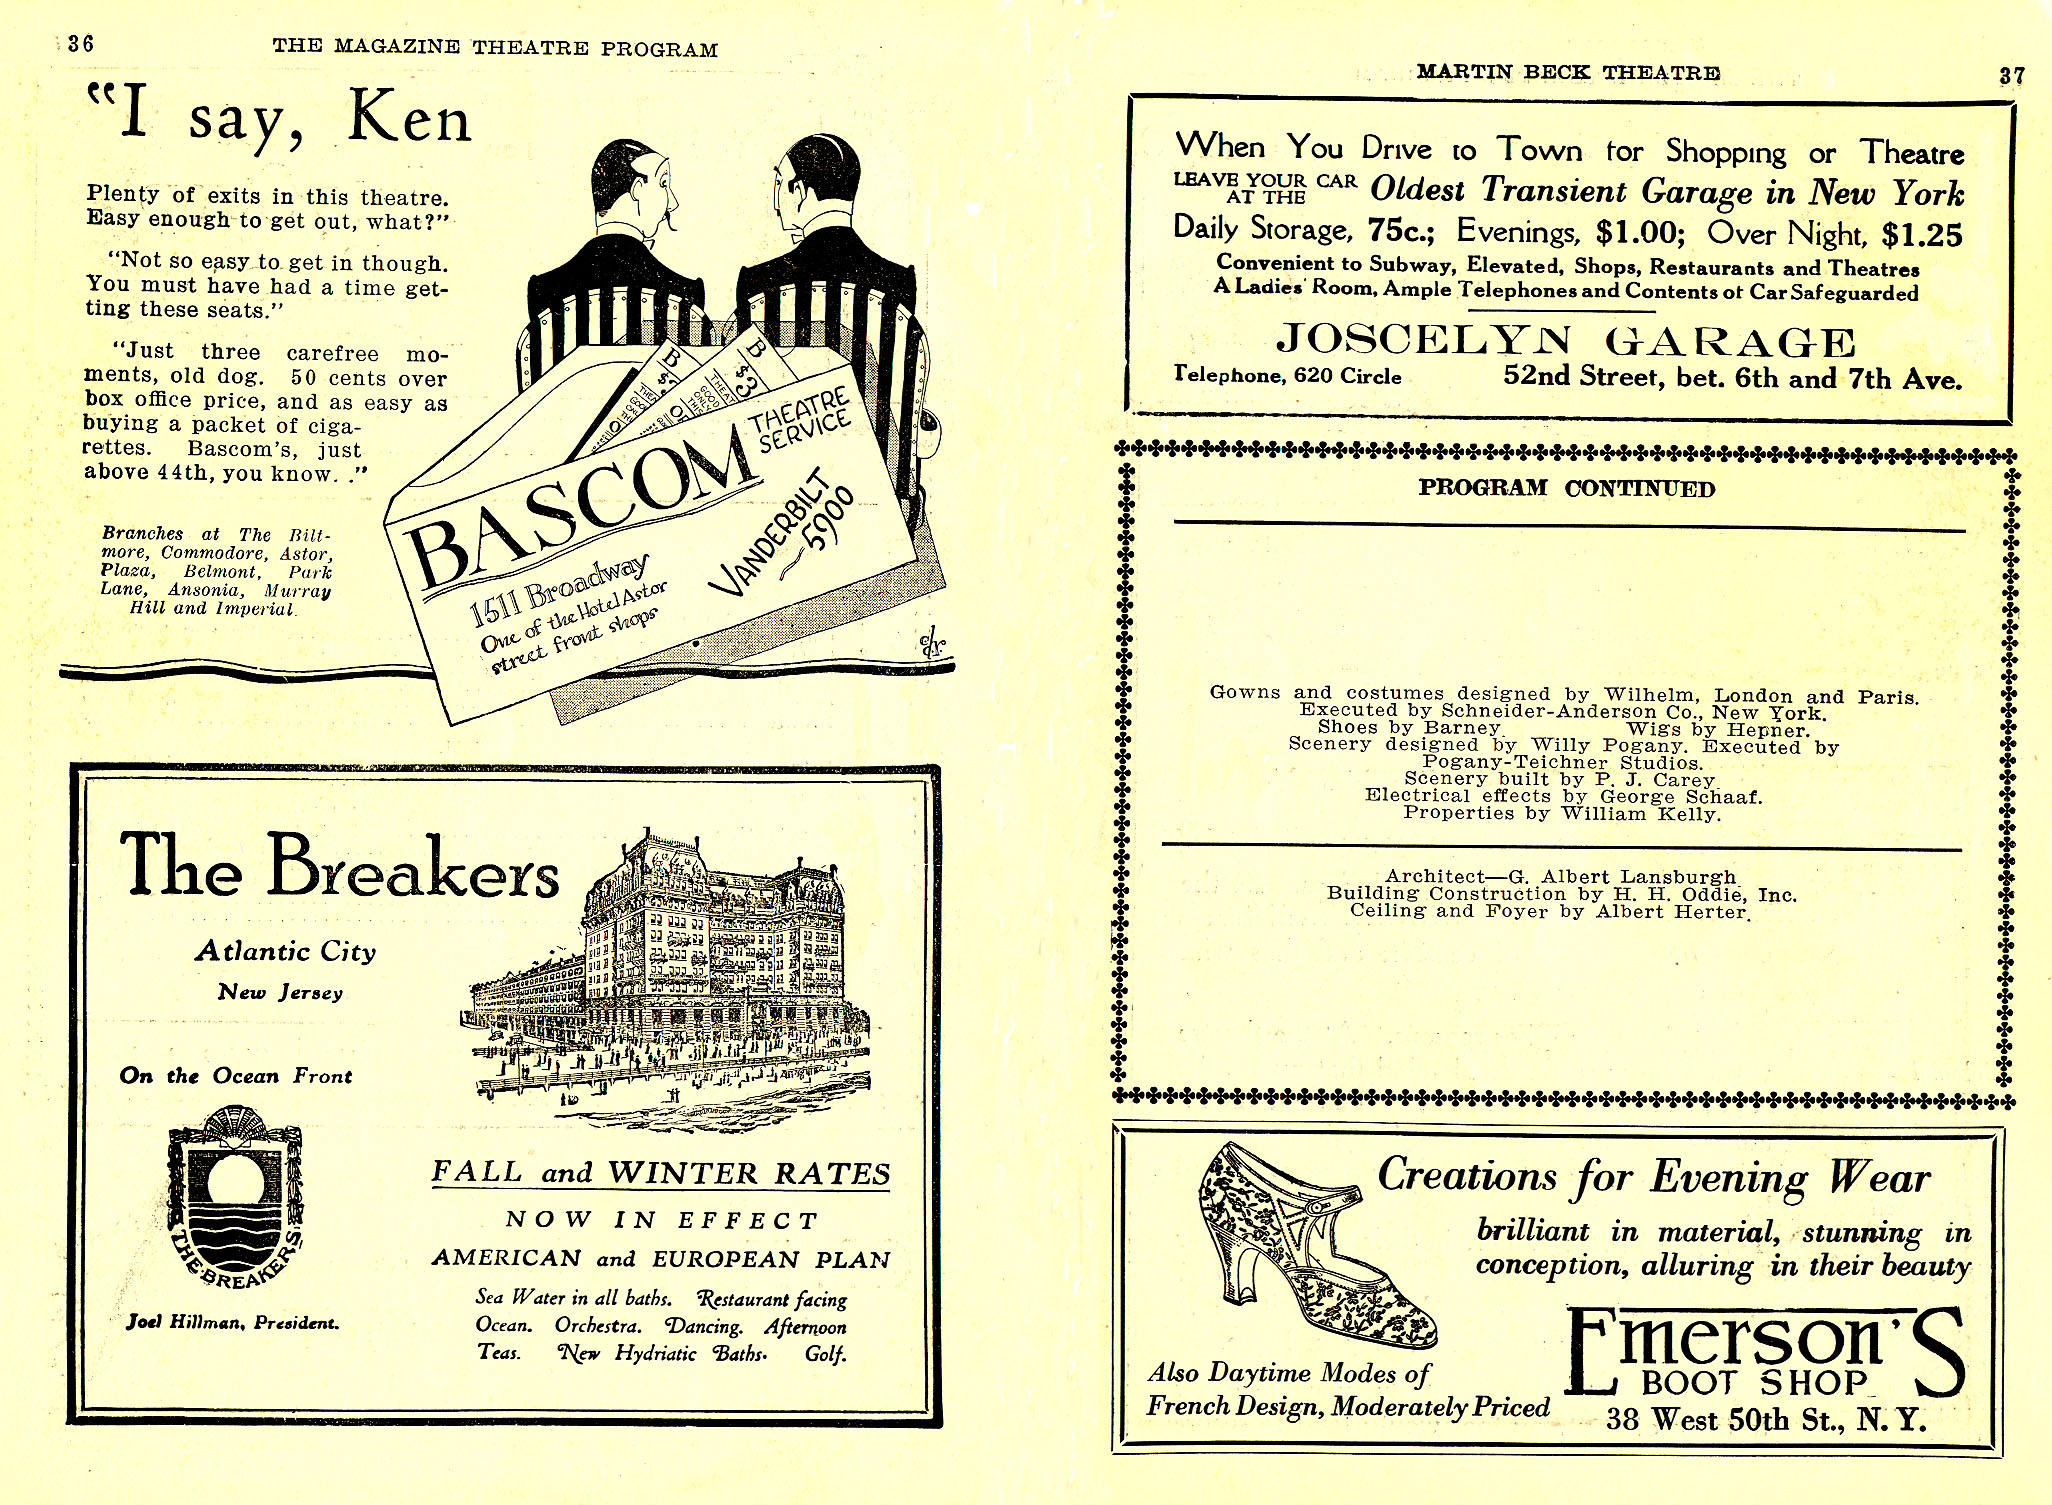 36
THE MAGAZINE THEATRE PROGRAM
"I say, Ken
Plenty of exits in this theatre.
Easy enough to get out, what?"
"Not so easy to get in though.
You must have had a time get-
ting these seats."
"Just three carefree mo-
ments, old dog. 50 cents over
box office price, and as easy as
buying a packet of ciga-
rettes. Bascom's, just
above 44th, you know. ."
Branches at The Bilt-
more, Commodore, Astor,
Plaza, Belmont, Park
Lane, Ansonia, Murray
Hill and Imperial.
B
$3
B
$3
BASCOM
THEATRE
SERVICE
VANDERBILT
5900
1511 Broadway
One of the Hotel Astor
street front shops
The Breakers
Atlantic City
New Jersey
On the Ocean Front
THE BREAKERS
Joel Hillman, President.
FALL and WINTER RATES
NOW IN EFFECT
AMERICAN and EUROPEAN PLAN
Sea Water in all baths. Restaurant facing
Ocean. Orchestra. Dancing. Afternoon
Teas. New Hydriatic Baths. Golf.
MARTIN BECK THEATRE
37
When You Drive to Town for Shopping or Theatre
LEAVE YOUR CAR
AT THE
Oldest Transient Garage in New York
Daily Storage, 75c.; Evenings, $1.00; Over Night, $1.25
Convenient to Subway, Elevated, Shops, Restaurants and Theatres
A Ladies' Room, Ample Telephones and Contents of Car Safeguarded
JOSCELYN GARAGE
Telephone, 620 Circle 52nd Street, bet. 6th and 7th Ave.
PROGRAM CONTINUED
Gowns and costumes designed by Wilhelm, London and Paris.
Executed by Schneider-Anderson Co., New York.
Shoes by Barney. Wigs by Hepner.
Scenery designed by Willy Pogany. Executed by
Pogany-Teichner Studios.
Scenery built by P. J. Carey.
Electrical effects by George Schaaf.
Properties by William Kelly.
Architect—G. Albert Lansburgh
Building Construction by H. H. Oddie, Inc.
Ceiling and Foyer by Albert Herter.
Creations for Evening Wear
brilliant in material, stunning in
conception, alluring in their beauty
EMERSON'S
BOOT SHOP
38 West 50th St., N. Y.
Also Daytime Modes of
French Design, Moderately Priced